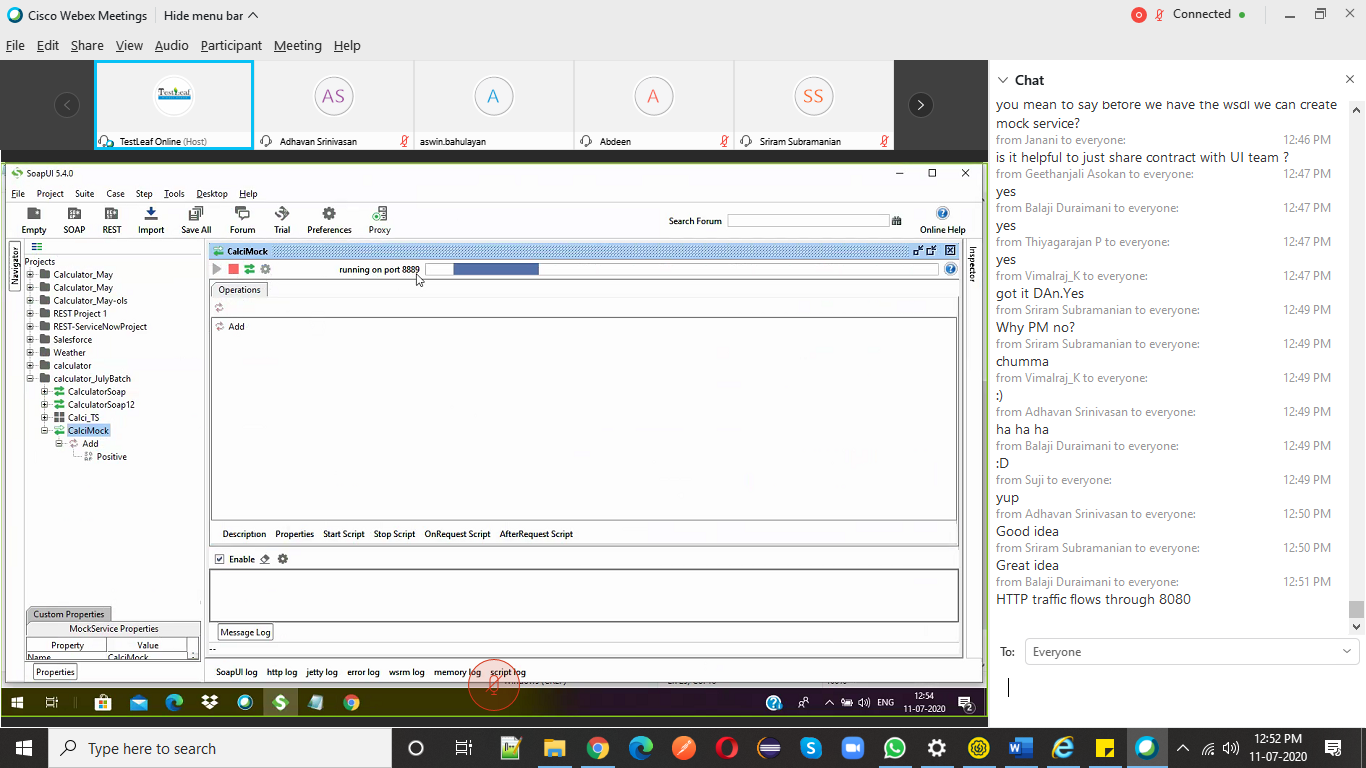 Cisco Webex Meetings
Hide menu bar
Connected
File Edit Share View Audio Participant Meeting Help
TestLeaf
TestLeaf Online (Host)
AS
Adhavan Srinivasan
A
aswin.bahulayan
A
Abdeen
SS
Sriram Subramanian
SoapUI 5.4.0
File Project Suite Case Step Tools Desktop Help
Empty SOAP REST Import Save All Forum Trial Preferences Proxy
Search Forum
Online Help
Navigator
Projects
Calculator_May
Calculator_May
Calculator_May-ols
REST Project 1
REST-ServiceNowProject
Salesforce
Weather
calculator
calculator_JulyBatch
CalculatorSoap
CalculatorSoap12
Calci_TS
CalciMock
Add
Positive
Custom Properties
MockService Properties
Property Value
Name CalciMock
Properties
CalciMock
running on port 8889
Operations
Add
Description Properties Start Script Stop Script OnRequest Script AfterRequest Script
Enable
Message Log
--
SoapUI log http log jetty log error log wsrm log memory log script log
Inspector
ENG
12:54
11-07-2020
2
Chat
you mean to say before we have the wsdl we can create
mock service?
from Janani to everyone: 12:46 PM
is it helpful to just share contract with UI team ?
from Geethanjali Asokan to everyone: 12:47 PM
yes
from Balaji Duraimani to everyone: 12:47 PM
yes
from Thiyagarajan P to everyone: 12:47 PM
yes
from Vimalraj_K to everyone: 12:47 PM
got it DAn.Yes
from Sriram Subramanian to everyone: 12:49 PM
Why PM no?
from Sriram Subramanian to everyone: 12:49 PM
chumma
from Vimalraj_K to everyone: 12:49 PM
:)
from Adhavan Srinivasan to everyone: 12:49 PM
ha ha ha
from Balaji Duraimani to everyone: 12:49 PM
:D
from Suji to everyone: 12:49 PM
yup
from Adhavan Srinivasan to everyone: 12:50 PM
Good idea
from Sriram Subramanian to everyone: 12:50 PM
Great idea
from Balaji Duraimani to everyone: 12:51 PM
HTTP traffic flows through 8080
To: Everyone
Type here to search
12:52 PM
11-07-2020